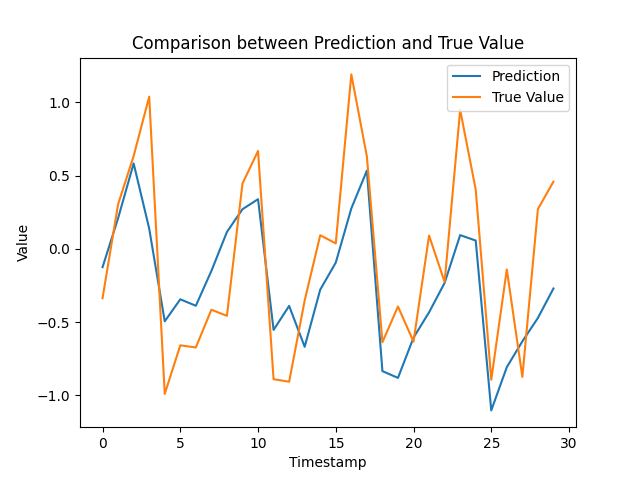 Comparison between Prediction and True Value
Prediction
True Value
1.0
0.5
0.0
−0.5
−1.0
Value
0 5 10 15 20 25 30
Timestamp